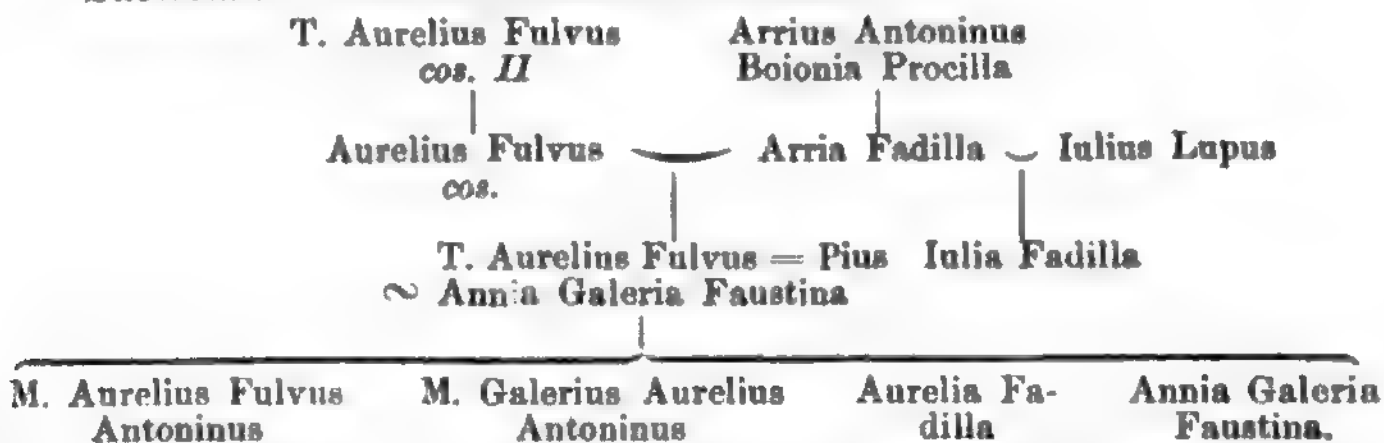 T. Aurelius Fulvus Arrius Antoninus
cos. II Boionia Procilla
Aurelius Fulvus Arria Fadilla ⌣ Iulius Lupus
cos.
T. Aurelius Fulvus = Pius Iulia Fadilla
~ Annia Galeria Faustina
M. Aurelius Fulvus M. Galerius Aurelius Aurelia Fa- Annia Galeria
Antoninus Antoninus dilla Faustina.